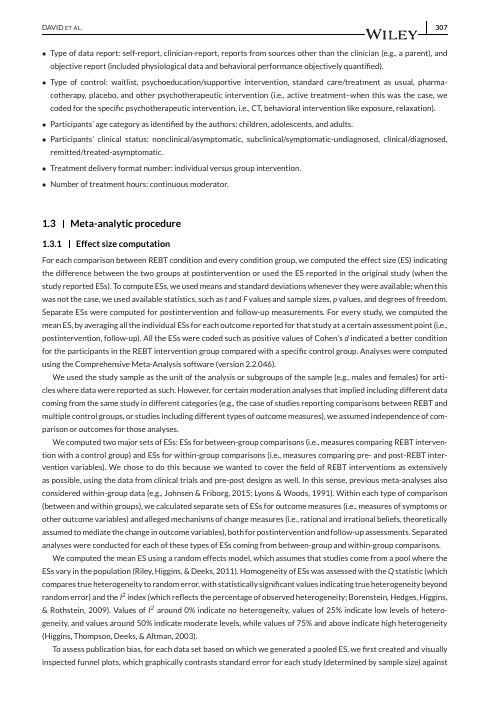 DAVID ET AL.
WILEY
307
• Type of data report: self-report, clinician-report, reports from sources other than the clinician (e.g., a parent), and
objective report (included physiological data and behavioral performance objectively quantified).
• Type of control: waitlist, psychoeducation/supportive intervention, standard care/treatment as usual, pharma-
cotherapy, placebo, and other psychotherapeutic intervention (i.e., active treatment–when this was the case, we
coded for the specific psychotherapeutic intervention, i.e., CT, behavioral intervention like exposure, relaxation).
• Participants' age category as identified by the authors: children, adolescents, and adults.
• Participants' clinical status: nonclinical/asymptomatic, subclinical/symptomatic-undiagnosed, clinical/diagnosed,
remitted/treated-asymptomatic.
• Treatment delivery format number: individual versus group intervention.
• Number of treatment hours: continuous moderator.
1.3 | Meta-analytic procedure
1.3.1 | Effect size computation
For each comparison between REBT condition and every condition group, we computed the effect size (ES) indicating
the difference between the two groups at postintervention or used the ES reported in the original study (when the
study reported ESs). To compute ESs, we used means and standard deviations whenever they were available; when this
was not the case, we used available statistics, such as t and F values and sample sizes, p values, and degrees of freedom.
Separate ESs were computed for postintervention and follow-up measurements. For every study, we computed the
mean ES, by averaging all the individual ESs for each outcome reported for that study at a certain assessment point (i.e.,
postintervention, follow-up). All the ESs were coded such as positive values of Cohen's d indicated a better condition
for the participants in the REBT intervention group compared with a specific control group. Analyses were computed
using the Comprehensive Meta-Analysis software (version 2.2.046).
We used the study sample as the unit of the analysis or subgroups of the sample (e.g., males and females) for arti-
cles where data were reported as such. However, for certain moderation analyses that implied including different data
coming from the same study in different categories (e.g., the case of studies reporting comparisons between REBT and
multiple control groups, or studies including different types of outcome measures), we assumed independence of com-
parison or outcomes for those analyses.
We computed two major sets of ESs: ESs for between-group comparisons (i.e., measures comparing REBT interven-
tion with a control group) and ESs for within-group comparisons (i.e., measures comparing pre- and post-REBT inter-
vention variables). We chose to do this because we wanted to cover the field of REBT interventions as extensively
as possible, using the data from clinical trials and pre-post designs as well. In this sense, previous meta-analyses also
considered within-group data (e.g., Johnsen & Friborg, 2015; Lyons & Woods, 1991). Within each type of comparison
(between and within groups), we calculated separate sets of ESs for outcome measures (i.e., measures of symptoms or
other outcome variables) and alleged mechanisms of change measures (i.e., rational and irrational beliefs, theoretically
assumed to mediate the change in outcome variables), both for postintervention and follow-up assessments. Separated
analyses were conducted for each of these types of ESs coming from between-group and within-group comparisons.
We computed the mean ES using a random effects model, which assumes that studies come from a pool where the
ESs vary in the population (Riley, Higgins, & Deeks, 2011). Homogeneity of ESs was assessed with the Q statistic (which
compares true heterogeneity to random error, with statistically significant values indicating true heterogeneity beyond
random error) and the I² index (which reflects the percentage of observed heterogeneity; Borenstein, Hedges, Higgins,
& Rothstein, 2009). Values of I² around 0% indicate no heterogeneity, values of 25% indicate low levels of hetero-
geneity, and values around 50% indicate moderate levels, while values of 75% and above indicate high heterogeneity
(Higgins, Thompson, Deeks, & Altman, 2003).
To assess publication bias, for each data set based on which we generated a pooled ES, we first created and visually
inspected funnel plots, which graphically contrasts standard error for each study (determined by sample size) against